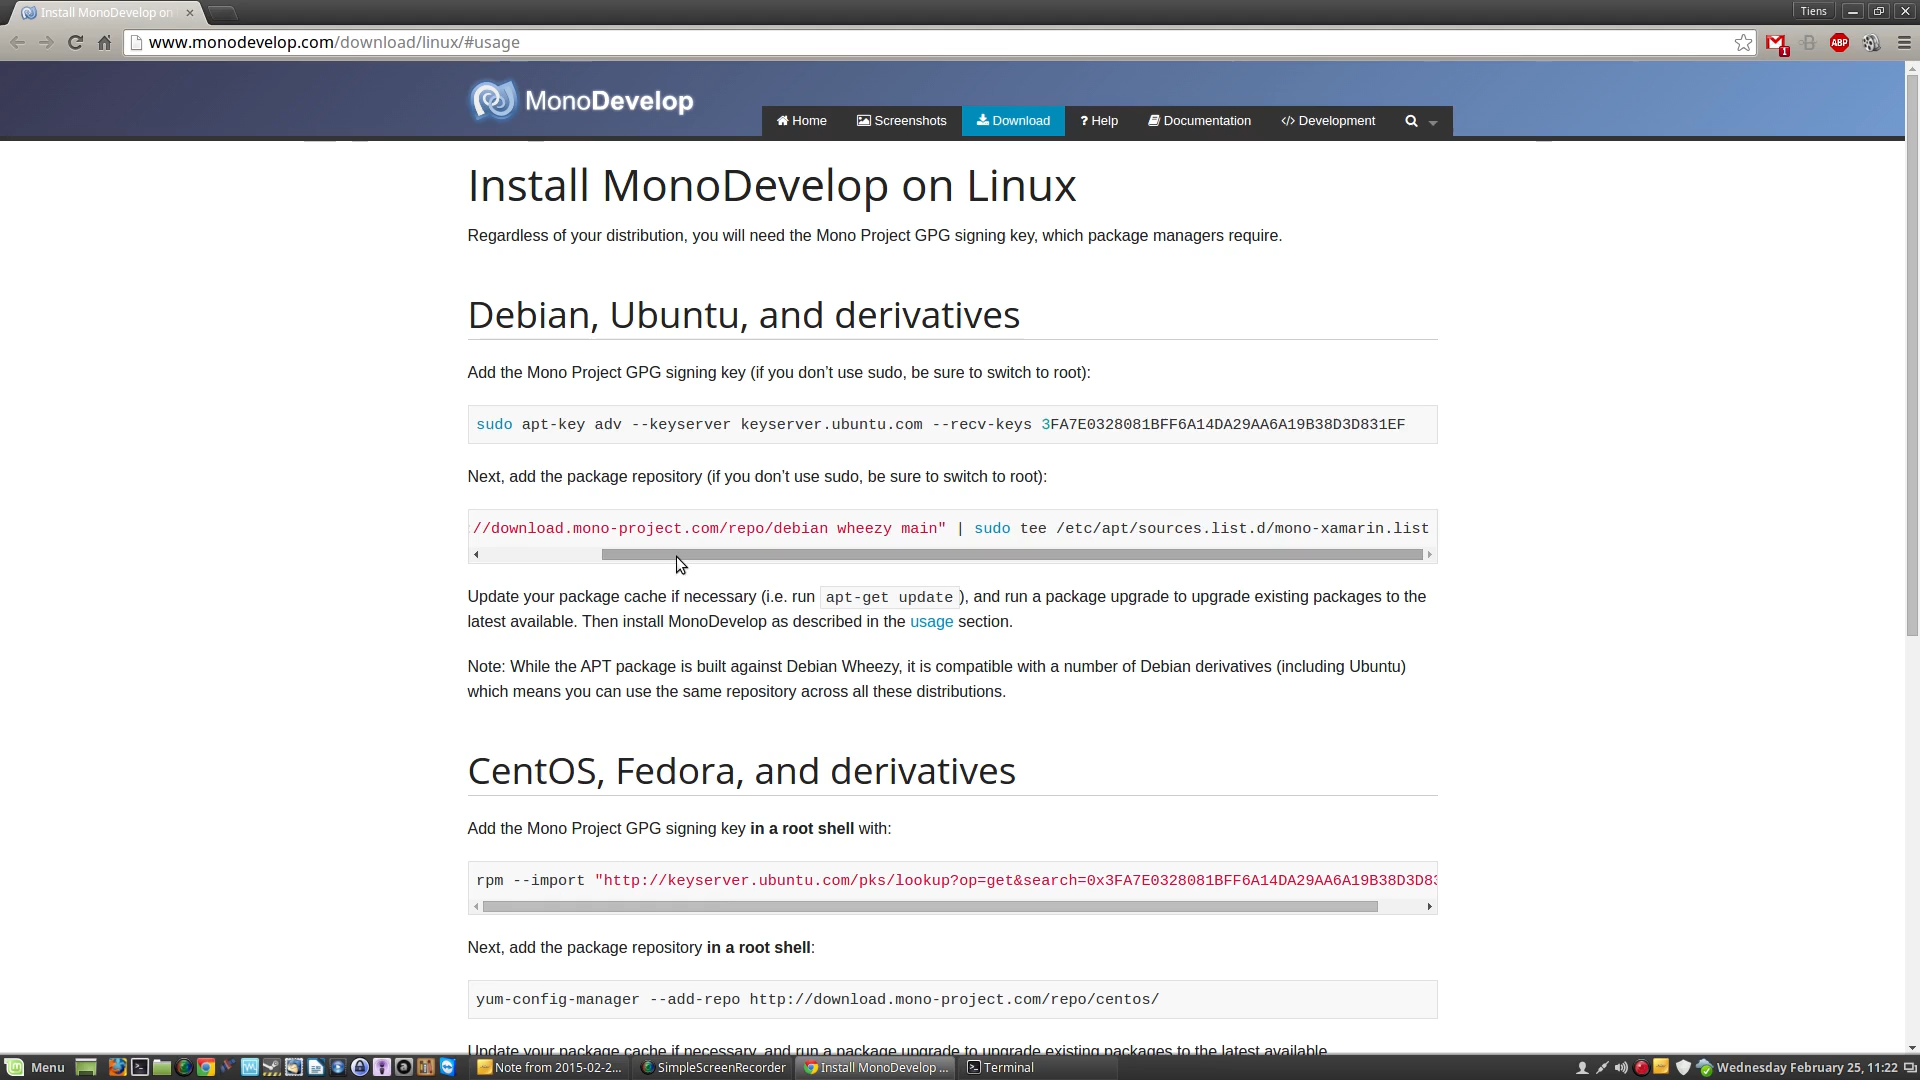 Install MonoDevelop on
Tiens
www.monodevelop.com/download/linux/#usage
1
ABP
MonoDevelop
Home
Screenshots
Download
? Help
Documentation
</> Development
Install MonoDevelop on Linux
Regardless of your distribution, you will need the Mono Project GPG signing key, which package managers require.
Debian, Ubuntu, and derivatives
Add the Mono Project GPG signing key (if you don’t use sudo, be sure to switch to root):
sudo apt-key adv --keyserver keyserver.ubuntu.com --recv-keys 3FA7E0328081BFF6A14DA29AA6A19B38D3D831EF
Next, add the package repository (if you don’t use sudo, be sure to switch to root):
://download.mono-project.com/repo/debian wheezy main" | sudo tee /etc/apt/sources.list.d/mono-xamarin.list
Update your package cache if necessary (i.e. run apt-get update ), and run a package upgrade to upgrade existing packages to the
latest available. Then install MonoDevelop as described in the usage section.
Note: While the APT package is built against Debian Wheezy, it is compatible with a number of Debian derivatives (including Ubuntu)
which means you can use the same repository across all these distributions.
CentOS, Fedora, and derivatives
Add the Mono Project GPG signing key in a root shell with:
rpm --import "http://keyserver.ubuntu.com/pks/lookup?op=get&search=0x3FA7E0328081BFF6A14DA29AA6A19B38D3D83
Next, add the package repository in a root shell:
yum-config-manager --add-repo http://download.mono-project.com/repo/centos/
Update your package cache if necessary, and run a package upgrade to upgrade existing packages to the latest available.
Menu
Note from 2015-02-2...
SimpleScreenRecorder
Install MonoDevelop ...
Terminal
Wednesday February 25, 11:22